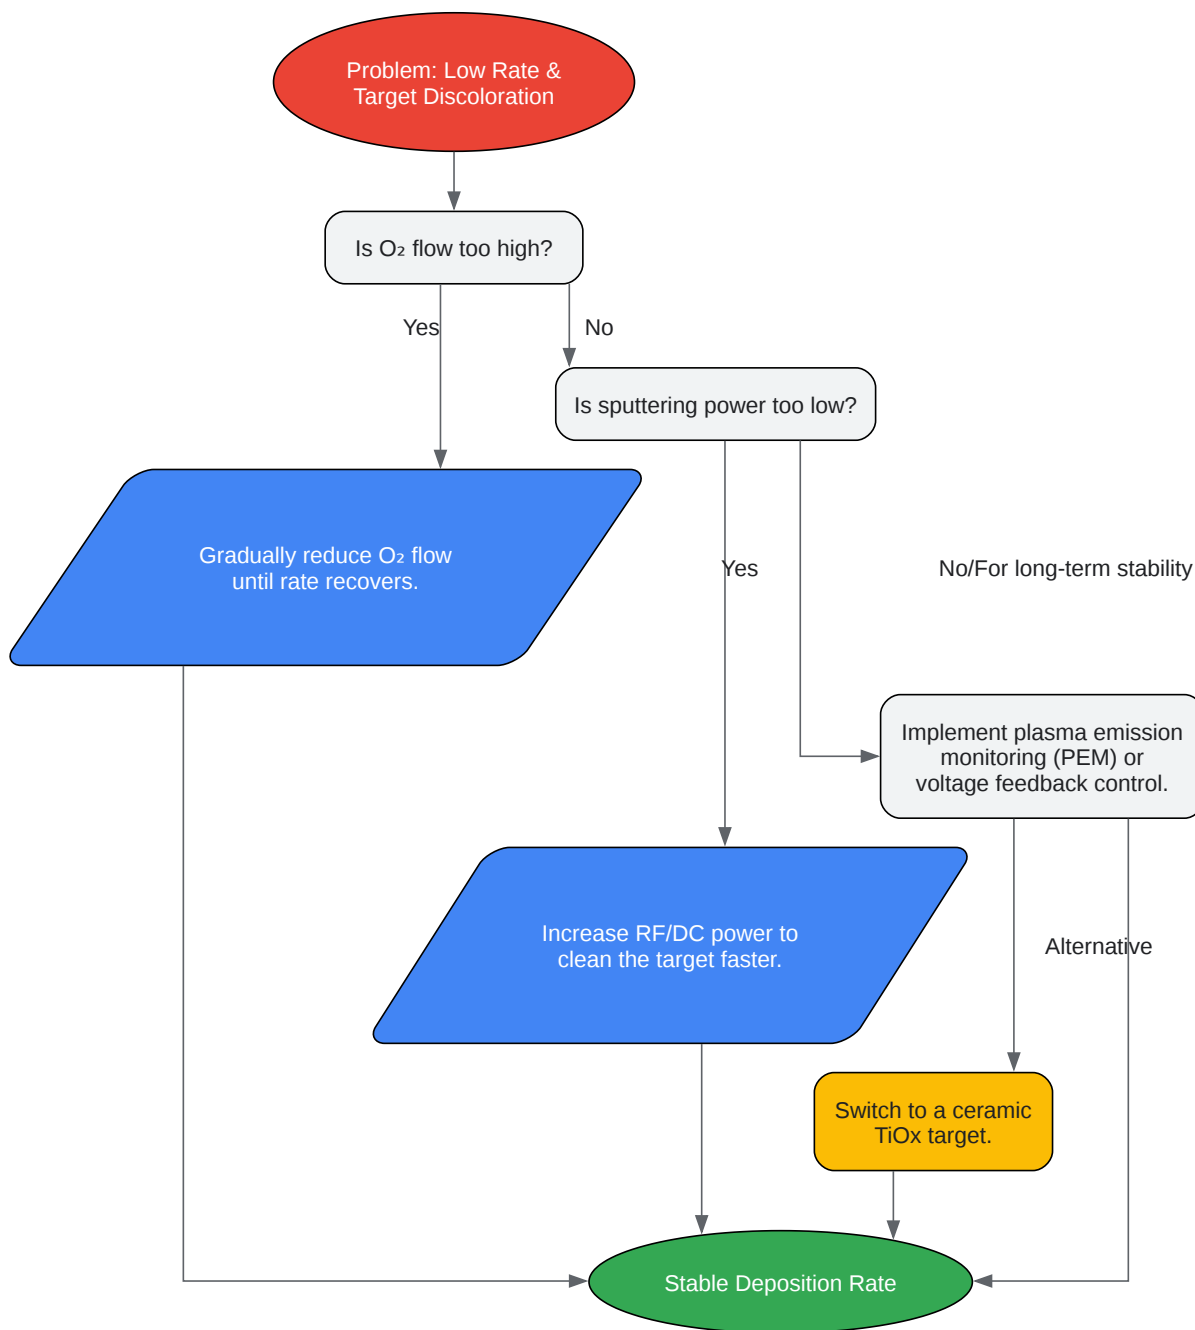 Problem: Low Rate &
Target Discoloration
Is O₂ flow too high?
Yes
No
Is sputtering power too low?
Gradually reduce O₂ flow
until rate recovers.
Yes
No/For long-term stability
Implement plasma emission
monitoring (PEM) or
voltage feedback control.
Increase RF/DC power to
clean the target faster.
Alternative
Switch to a ceramic
TiOx target.
Stable Deposition Rate